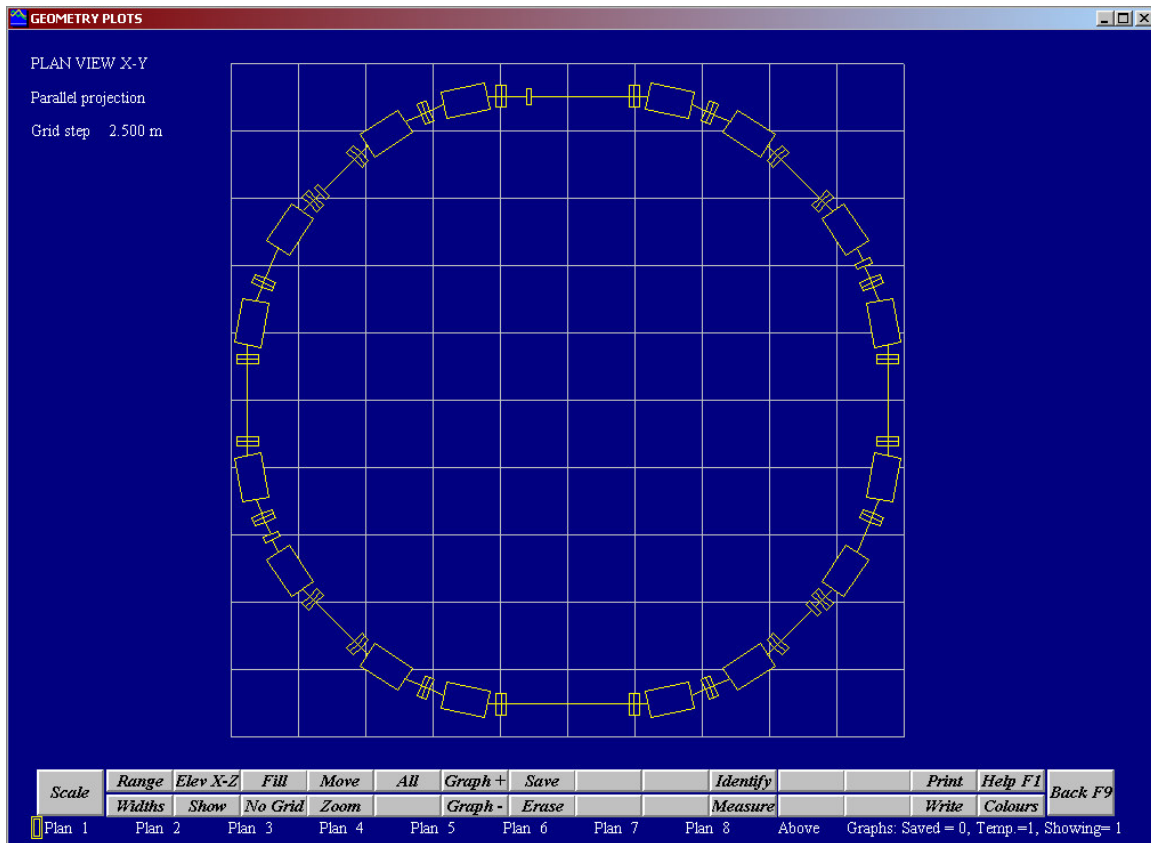 GEOMETRY PLOTS
PLAN VIEW X-Y
Parallel projection
Grid step 2.500 m
Scale Range Elev X-Z Fill Move All Graph + Save Identify Print Help F1 Back F9
Widths Show No Grid Zoom Graph - Erase Measure Write Colours
Plan 1 Plan 2 Plan 3 Plan 4 Plan 5 Plan 6 Plan 7 Plan 8 Above Graphs: Saved = 0, Temp.=1, Showing= 1